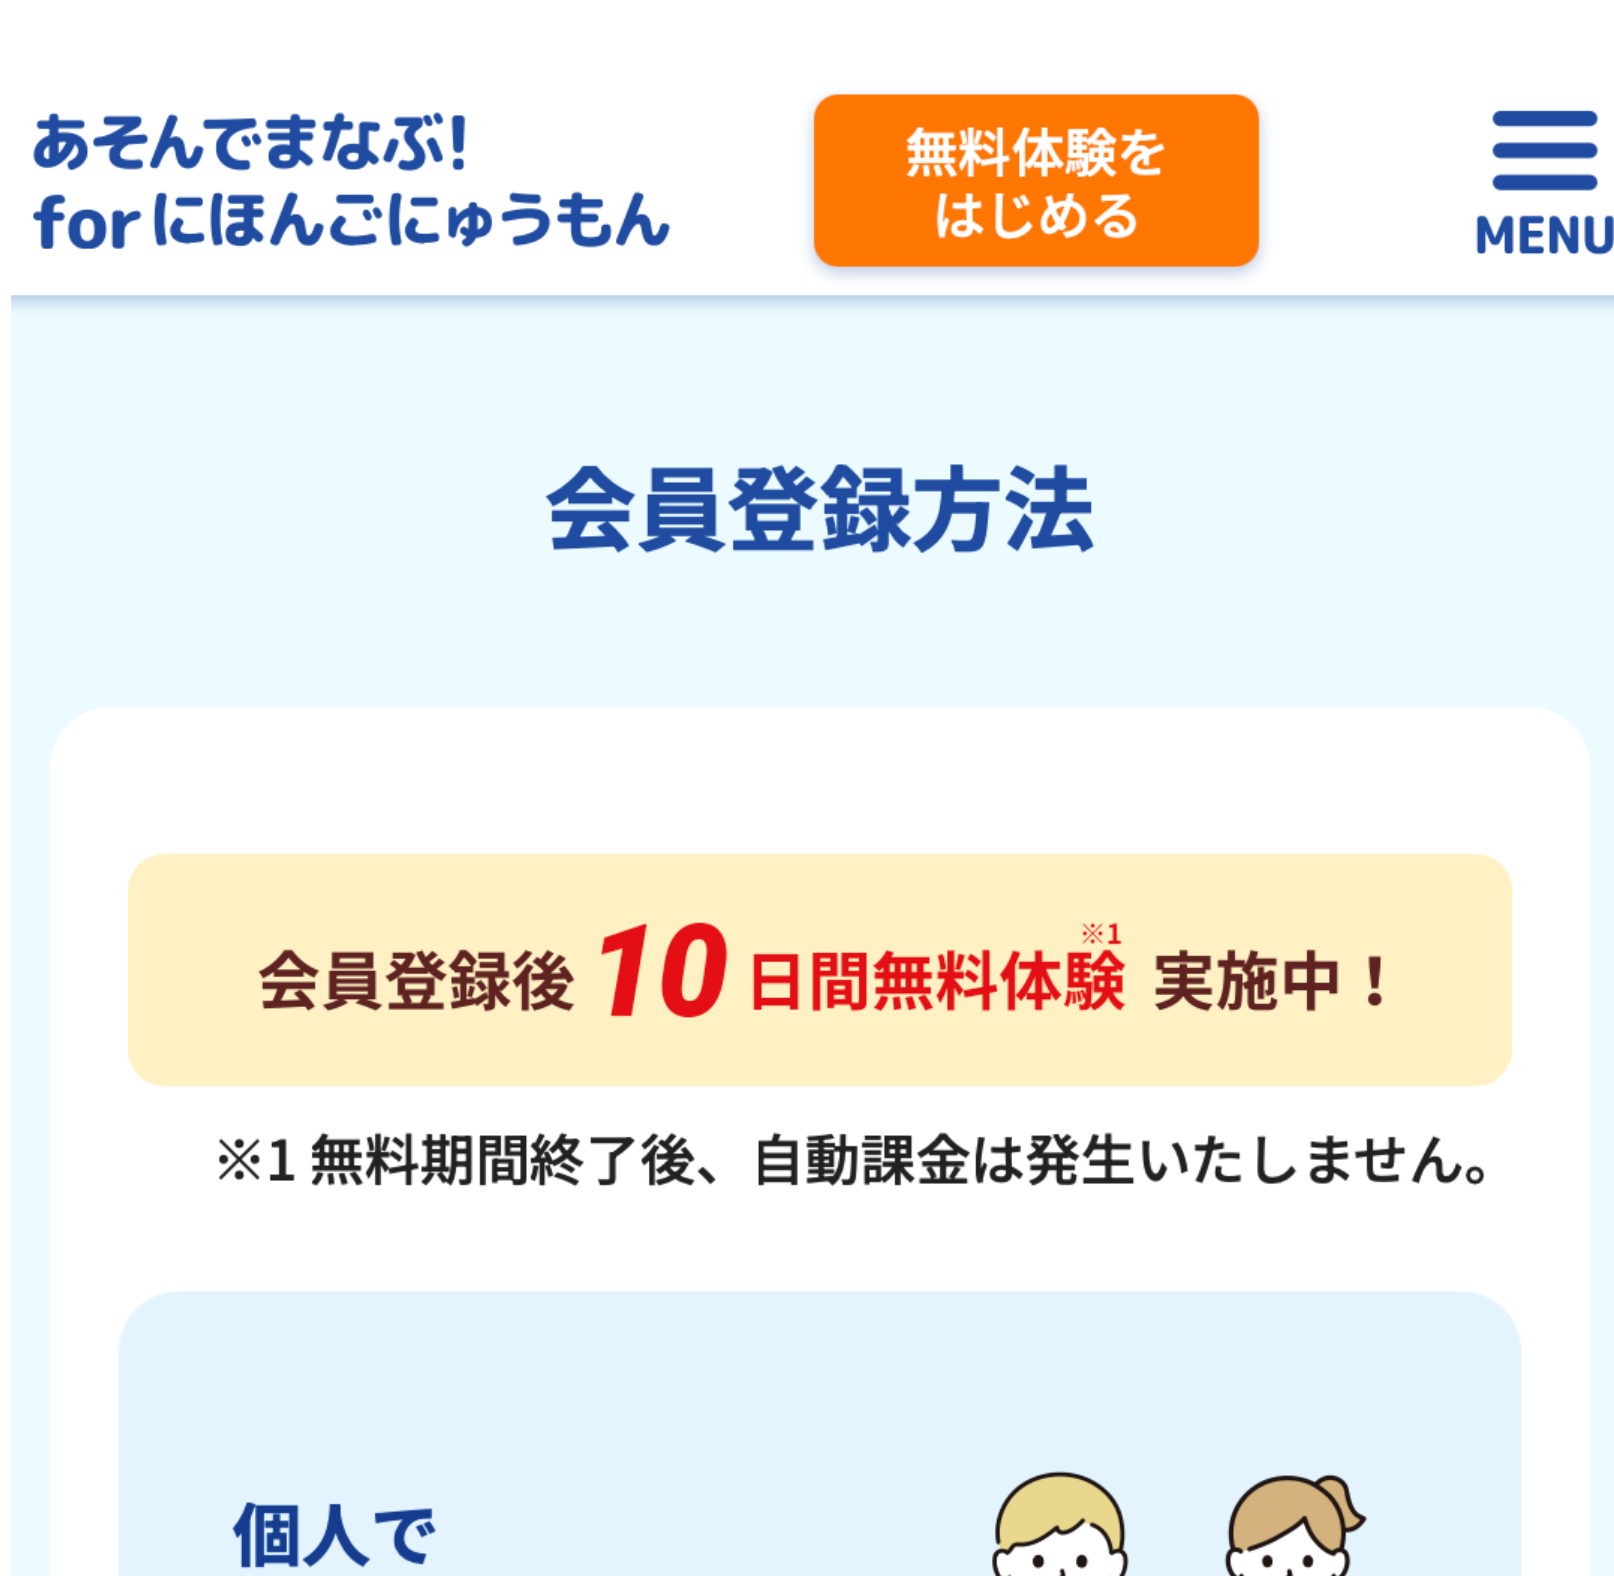 あそんでまなぶ!
forにほんごにゅうもん
無料体験を
はじめる
MENU
会員登録方法
会員登録後 10 日間無料体験※1 実施中！
※1 無料期間終了後、自動課金は発生いたしません。
個人で